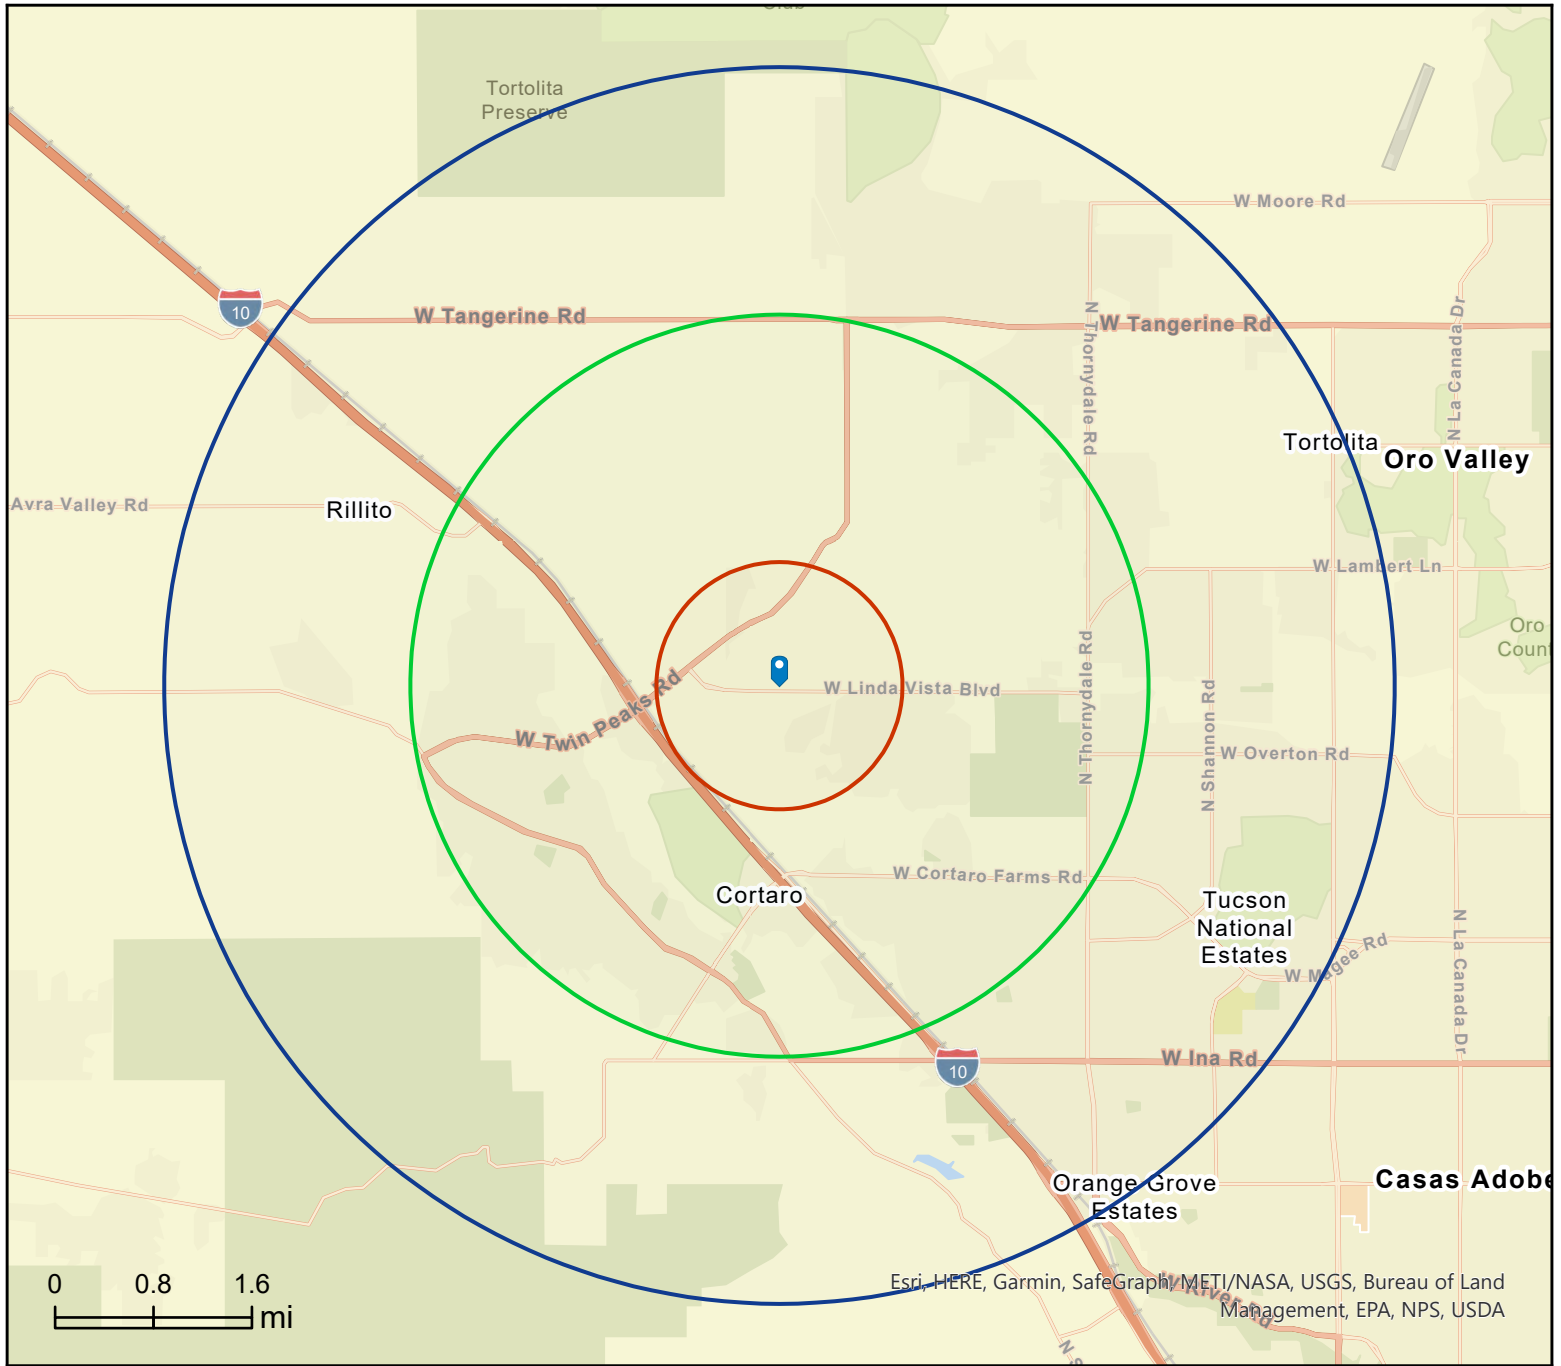 Club
Tortolita
Preserve
W Moore Rd
10
W Tangerine Rd
W Tangerine Rd
N Thornydale Rd
N La Canada Dr
Tortolita
Oro Valley
Avra Valley Rd
Rillito
W Lambert Ln
Oro
Count
W Twin Peaks Rd
W Linda Vista Blvd
N Thornydale Rd
N Shannon Rd
W Overton Rd
W Cortaro Farms Rd
Cortaro
Tucson
National
Estates
W Magee Rd
N La Canada Dr
W Ina Rd
10
Orange Grove
Estates
Casas Adobe
W River Rd
0 0.8 1.6
mi
Esri, HERE, Garmin, SafeGraph, METI/NASA, USGS, Bureau of Land
Management, EPA, NPS, USDA